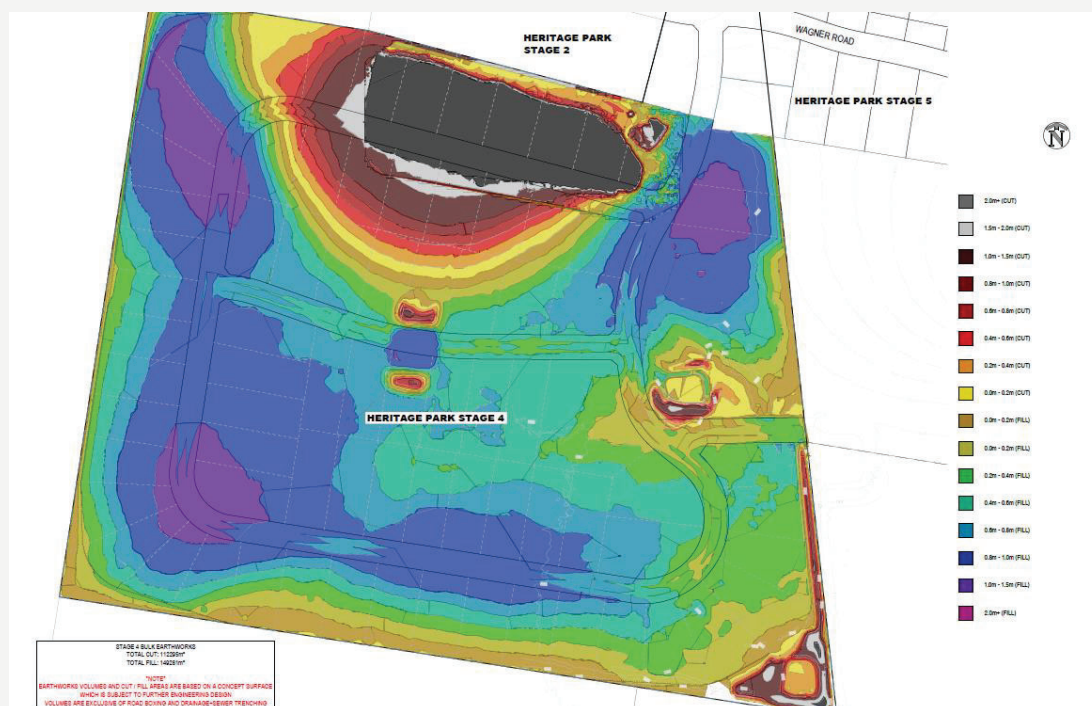 HERITAGE PARK
STAGE 2
WAGNER ROAD
HERITAGE PARK STAGE 5
N
2.0m+ (CUT)
1.5m - 2.0m (CUT)
1.0m - 1.5m (CUT)
0.8m - 1.0m (CUT)
0.6m - 0.8m (CUT)
0.4m - 0.6m (CUT)
0.2m - 0.4m (CUT)
0.0m - 0.2m (CUT)
0.0m - 0.2m (FILL)
0.0m - 0.2m (FILL)
0.2m - 0.4m (FILL)
0.4m - 0.6m (FILL)
0.6m - 0.8m (FILL)
0.8m - 1.0m (FILL)
1.0m - 1.5m (FILL)
2.0m+ (FILL)
HERITAGE PARK STAGE 4
STAGE 4 BULK EARTHWORKS
TOTAL CUT:
TOTAL FILL:
"NOTE"
EARTHWORKS VOLUMES AND CUT / FILL AREAS ARE BASED ON A CONCEPT SURFACE
WHICH IS SUBJECT TO FURTHER ENGINEERING DESIGN
VOLUMES ARE EXCLUSIVE OF ROAD BOXING AND DRAINAGE+SEWER TRENCHING